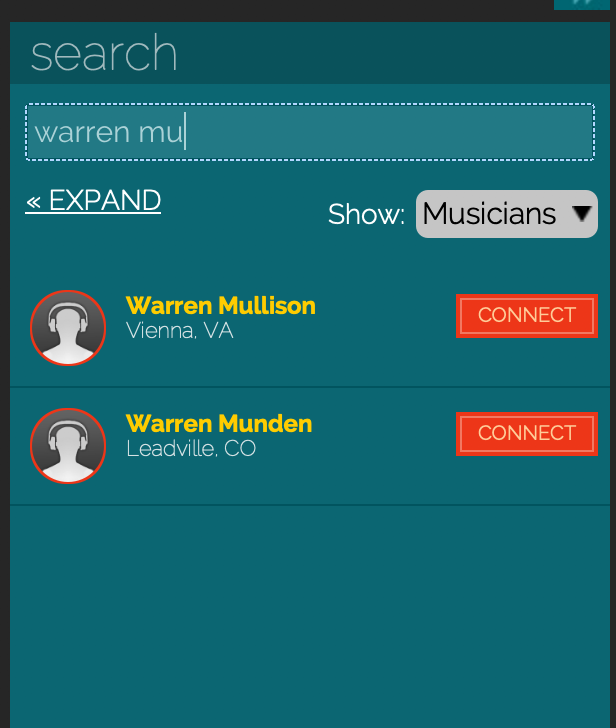 search
warren mu
« EXPAND
Show: Musicians
Warren Mullison
Vienna, VA
CONNECT
Warren Munden
Leadville, CO
CONNECT